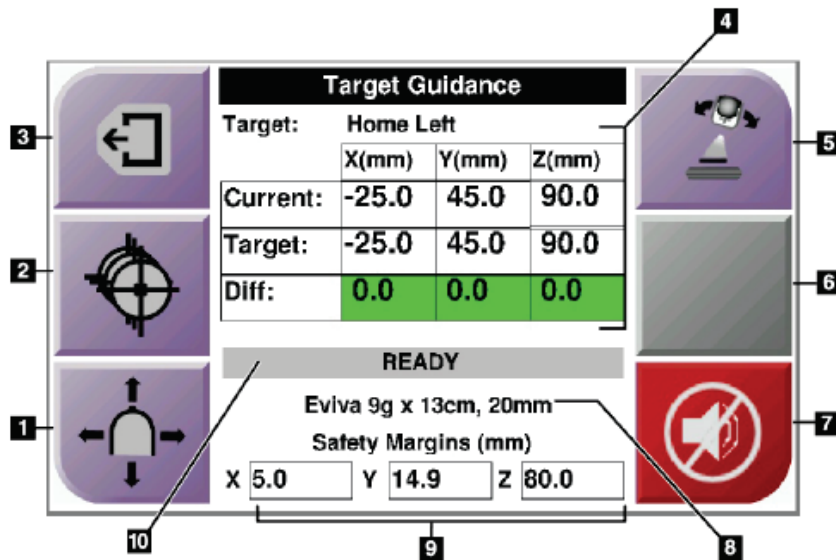 4
Target Guidance
3
Target: Home Left
5
X(mm) Y(mm) Z(mm)
Current: -25.0 45.0 90.0
Target: -25.0 45.0 90.0
2
6
Diff: 0.0 0.0 0.0
READY
Eviva 9g x 13cm, 20mm
1
7
Safety Margins (mm)
X 5.0 Y 14.9 Z 80.0
10
9
8